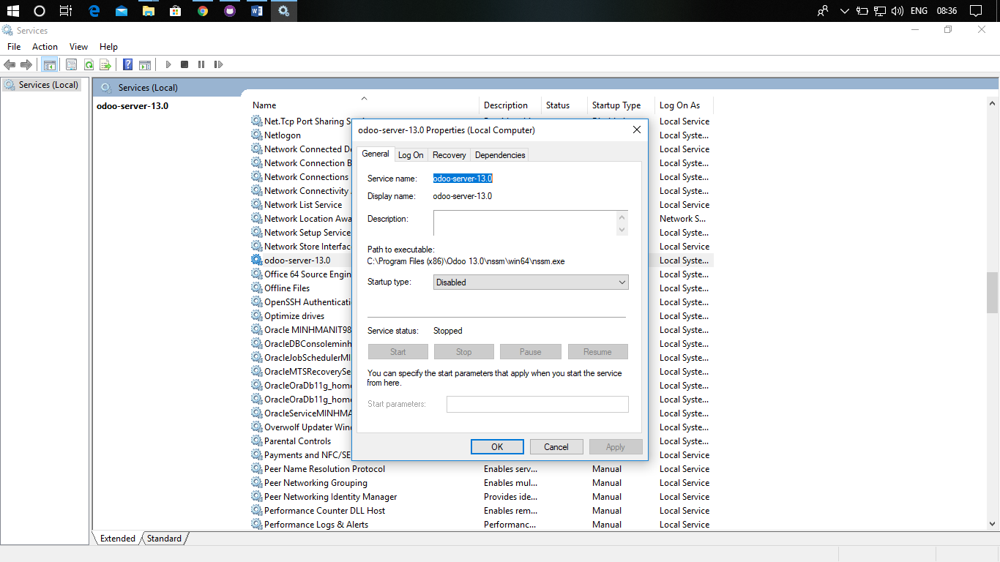 ENG 08:36
Services
File Action View Help
Services (Local)
Services (Local)
odoo-server-13.0
Name Description Status Startup Type Log On As
Net.Tcp Port Sharing Local Service
Netlogon Local Syste...
Network Connected Local Service
Network Connection B Local Syste...
Network Connections Local Syste...
Network Connectivity Local Syste...
Network List Service Local Service
Network Location Awa Network S...
Network Setup Service Local Syste...
Network Store Interfac Local Service
odoo-server-13.0 Local Syste...
Office 64 Source Engin Local Syste...
Offline Files Local Syste...
OpenSSH Authenticati Local Syste...
Optimize drives Local Syste...
Oracle MINHMANIT98 Local Syste...
OracleDBConsoleminh Local Syste...
OracleJobSchedulerMI Local Syste...
OracleMTSRecoverySe Local Syste...
OracleOraDb11g_home Local Syste...
OracleOraDb11g_home Local Syste...
OracleServiceMINHMA Local Syste...
Overwolf Updater Wind Local Syste...
Parental Controls Local Syste...
Payments and NFC/SE Local Service
Peer Name Resolution Protocol Enables serv... Manual Local Service
Peer Networking Grouping Enables mul... Manual Local Service
Peer Networking Identity Manager Provides ide... Manual Local Service
Performance Counter DLL Host Enables rem... Manual Local Service
Performance Logs & Alerts Performanc... Manual Local Service
odoo-server-13.0 Properties (Local Computer)
General Log On Recovery Dependencies
Service name: odoo-server-13.0
Display name: odoo-server-13.0
Description:
Path to executable:
C:\Program Files (x86)\Odoo 13.0\nssm\win64\nssm.exe
Startup type: Disabled
Service status: Stopped
Start Stop Pause Resume
You can specify the start parameters that apply when you start the service
from here.
Start parameters:
OK Cancel Apply
Extended Standard